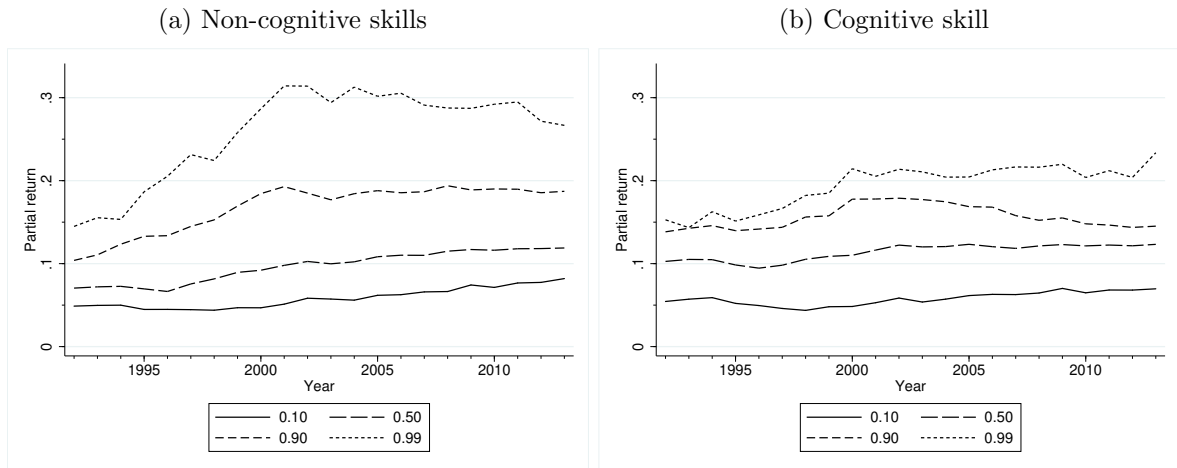 (a) Non-cognitive skills
Partial return
.3
.2
.1
0
1995 2000 2005 2010
Year
0.10 0.50
0.90 0.99
(b) Cognitive skill
Partial return
.3
.2
.1
0
1995 2000 2005 2010
Year
0.10 0.50
0.90 0.99